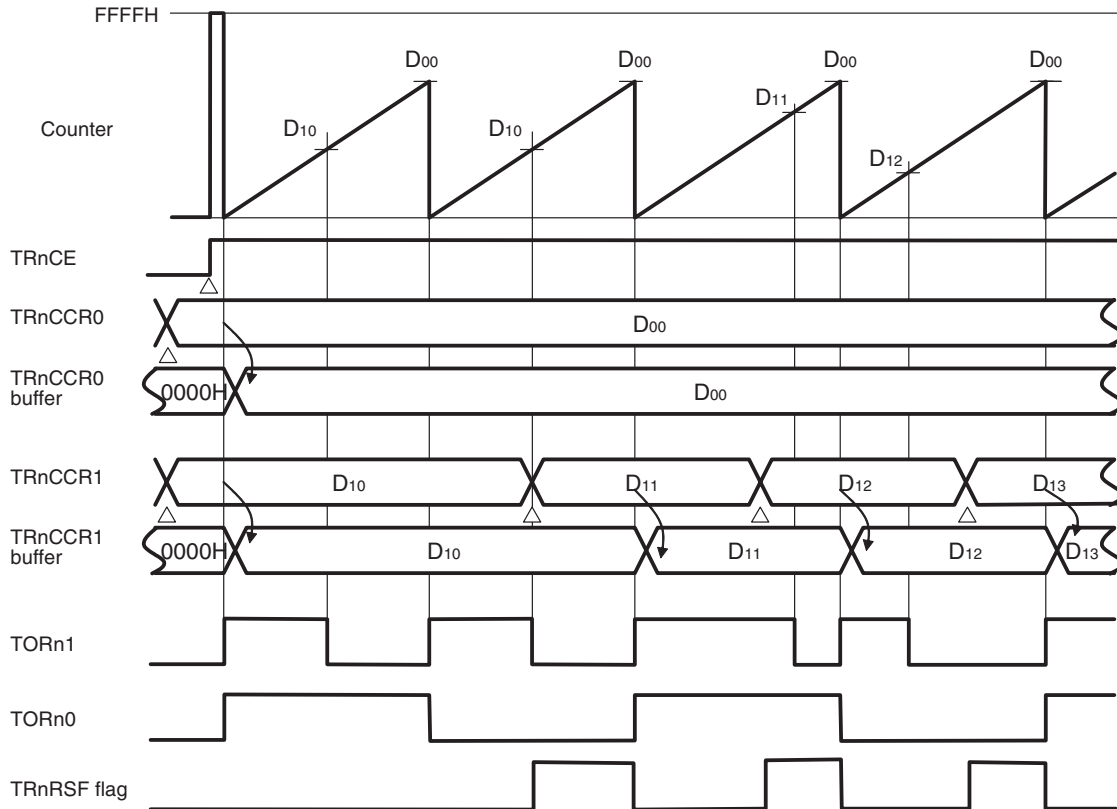 FFFFH
D00 D00 D00 D00
D11
D10 D10
Counter
D12
TRnCE
TRnCCR0
D00
TRnCCR0
buffer
0000H
D00
TRnCCR1
D10 D11 D12 D13
TRnCCR1
buffer
0000H
D10 D11 D12 D13
TORn1
TORn0
TRnRSF flag